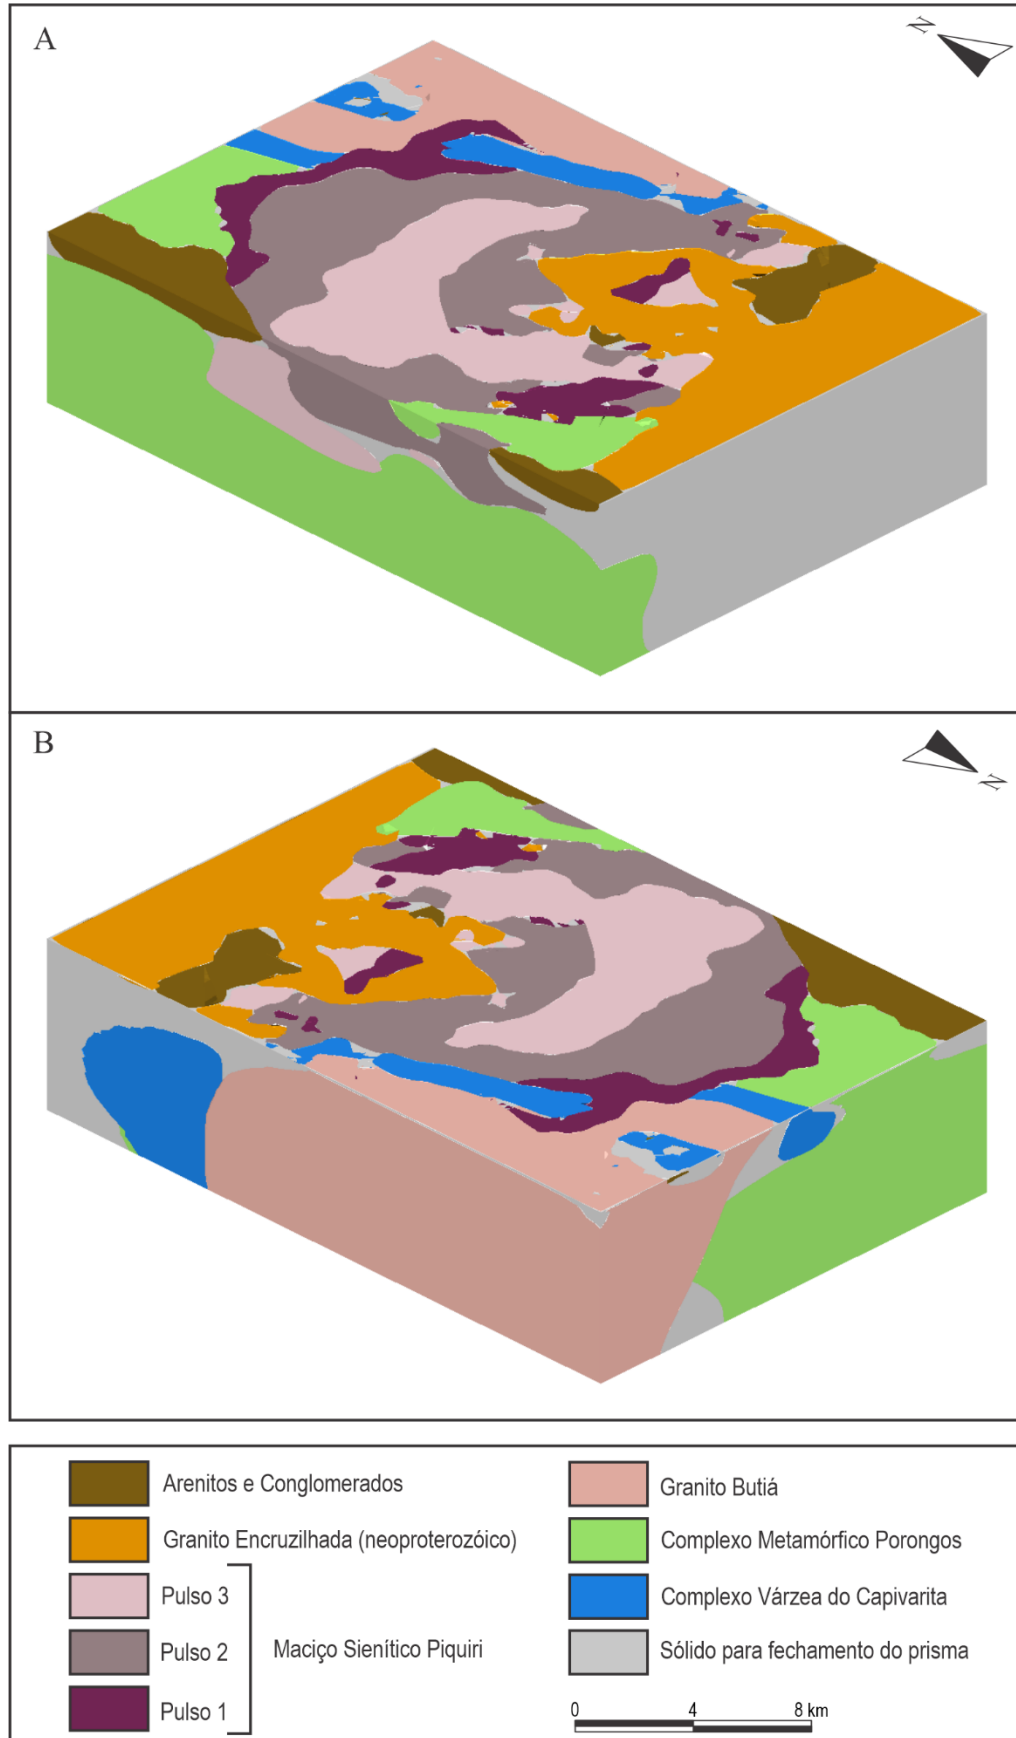 A
N
B
N
Arenitos e Conglomerados
Granito Encruzilhada (neoproterozóico)
Pulso 3
Pulso 2
Pulso 1
Maciço Sienítico Piquiri
Granito Butiá
Complexo Metamórfico Porongos
Complexo Várzea do Capivarita
Sólido para fechamento do prisma
0 4 8 km